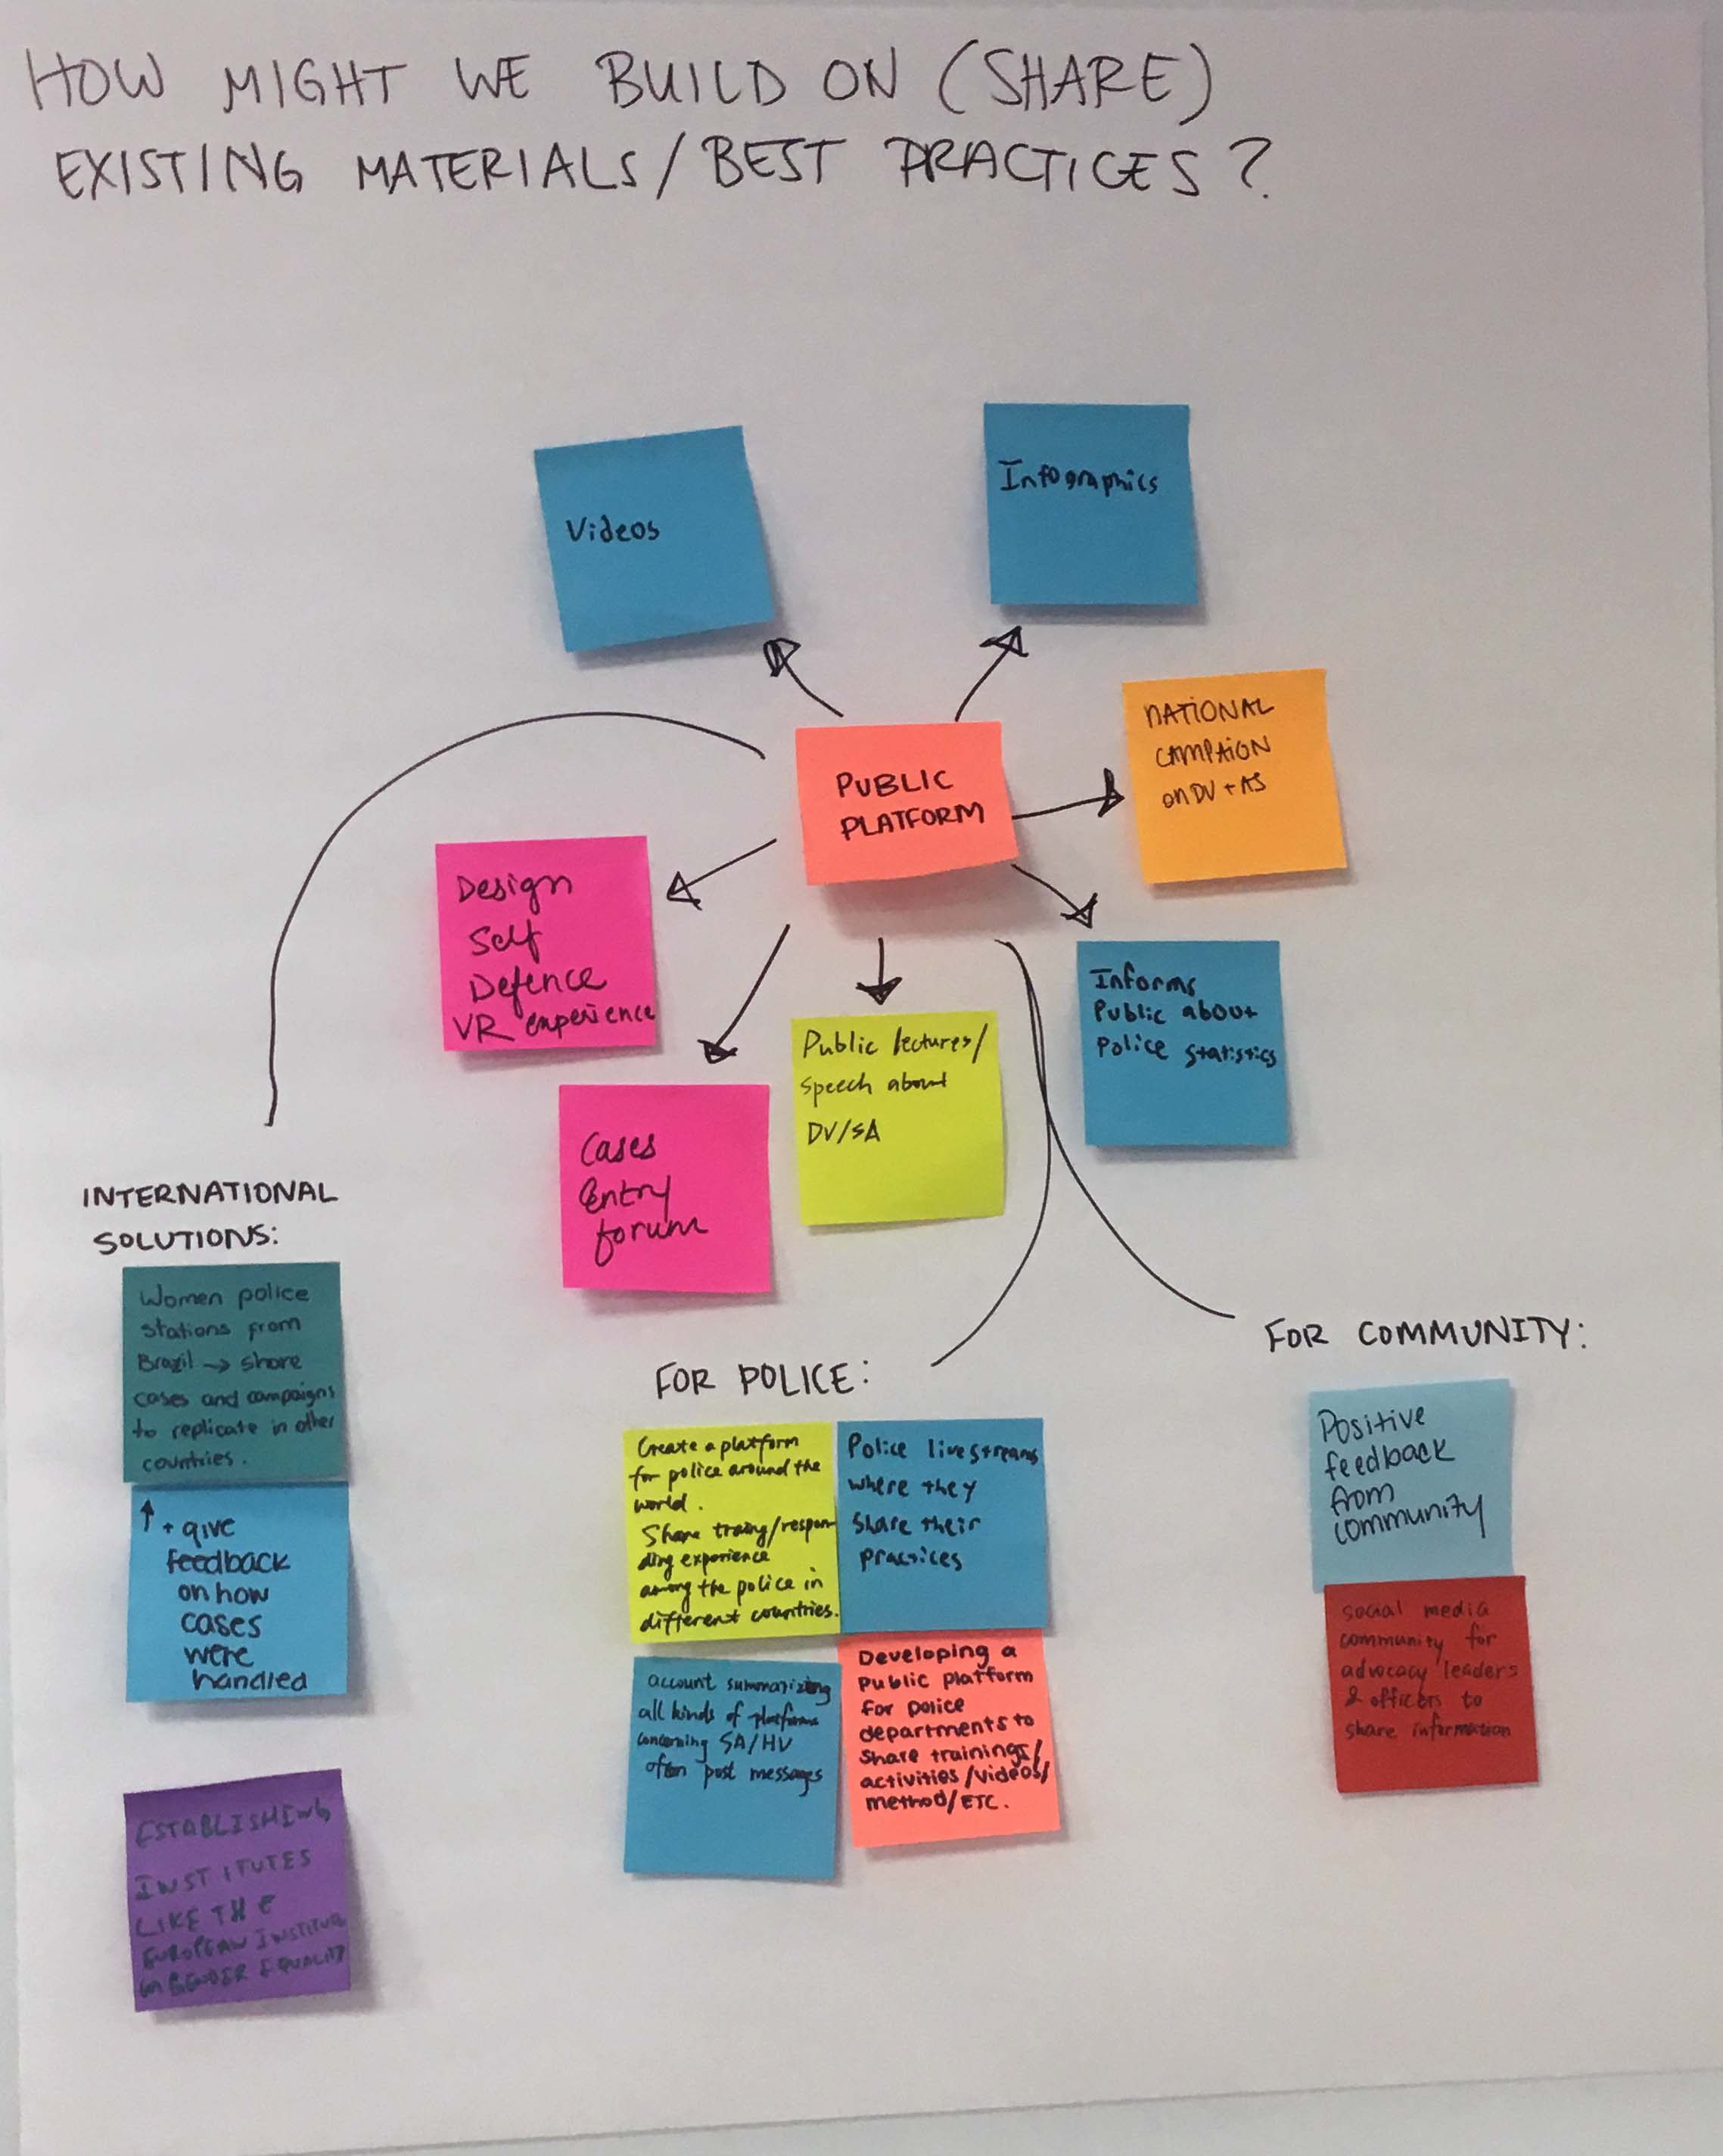 HOW MIGHT WE BUILD ON (SHARE)
EXISTING MATERIALS/BEST PRACTICES?
Videos
Infographics
PUBLIC
PLATFORM
NATIONAL
CAMPAIGN
on DV + AS
Design
Self
Defence
VR experience
Cases
Entry
forum
Public lectures/
speech about
DV/SA
Informs
Public about
Police statistics
INTERNATIONAL
SOLUTIONS:
Women police
stations from
Brazil → share
cases and campaigns
to replicate in other
countries.
↑ + give
feedback
on how
cases
were
handled
ESTABLISHING
INSTITUTES
LIKE THE
EUROPEAN INSTITUTE
GENDER EQUALITY
FOR POLICE:
Create a platform
for police around the
world.
Share traing/respon-
ding experience
among the police in
different countries.
Police livestreams
where they
share their
practices
account summarizing
all kinds of platforms
concerning SA/HV
often post messages
Developing a
Public platform
for police
departments to
share trainings/
activities/videos/
method/ETC.
FOR COMMUNITY:
Positive
feedback
from
community
social media
community for
advocacy leaders
& officers to
share information